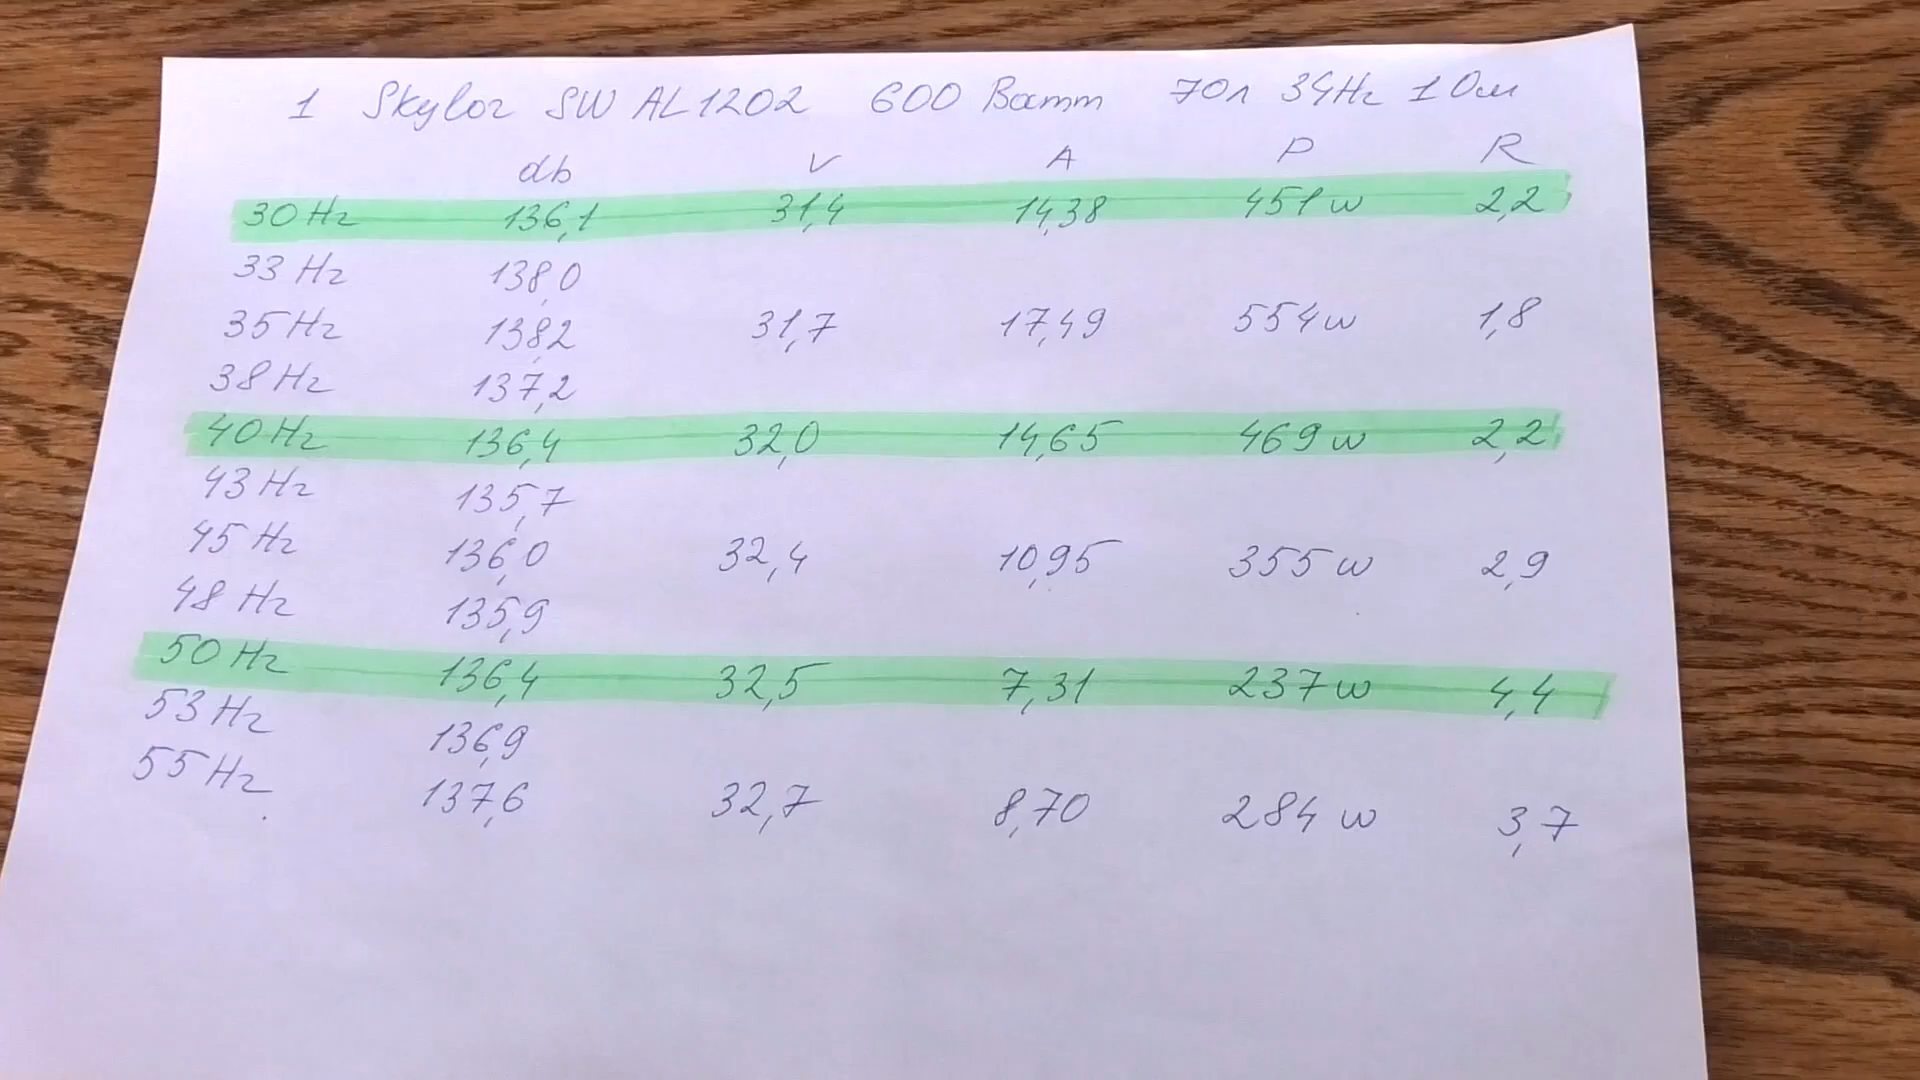 1 Skylor SW AL1202 600 Ватт 70л 34Hz 1 Ом
db V A P R
30 Hz 136,1 31,4 14,38 451 w 2,2
33 Hz 138,0
35 Hz 138,2 31,7 17,49 554 w 1,8
38 Hz 137,2
40 Hz 136,4 32,0 14,65 469 w 2,2
43 Hz 135,7
45 Hz 136,0 32,4 10,95 355 w 2,9
48 Hz 135,9
50 Hz 136,4 32,5 7,31 237 w 4,4
53 Hz 136,9
55 Hz 137,6 32,7 8,70 284 w 3,7